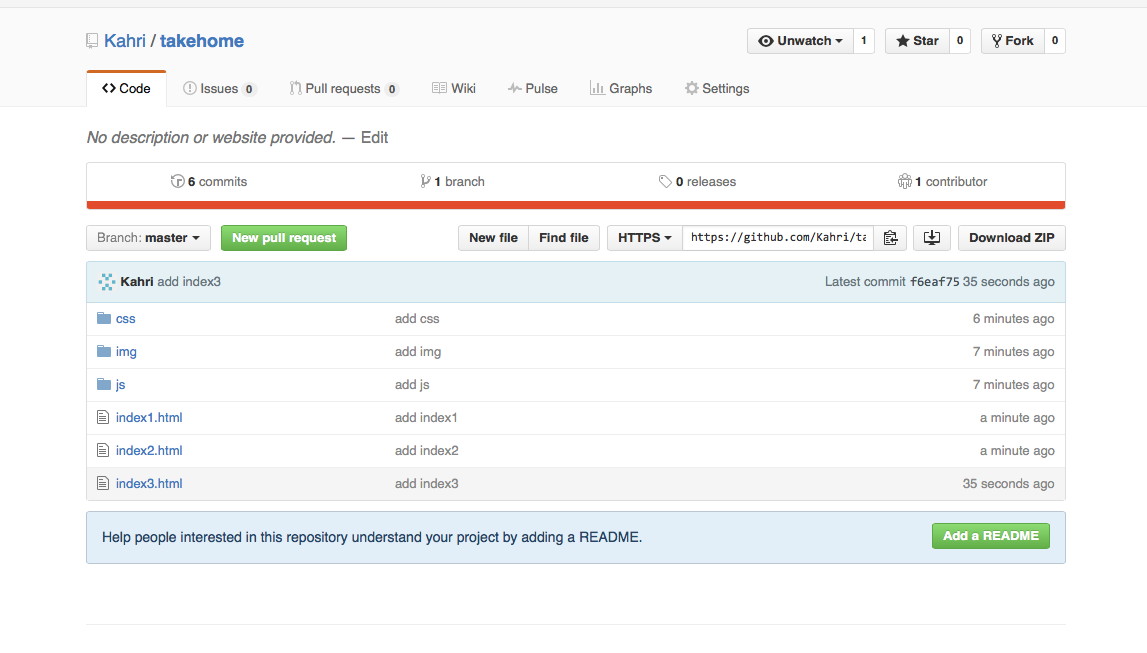 Kahri / takehome
Unwatch 1 Star 0 Fork 0
Code Issues 0 Pull requests 0 Wiki Pulse Graphs Settings
No description or website provided. — Edit
6 commits 1 branch 0 releases 1 contributor
Branch: master New pull request New file Find file HTTPS https://github.com/Kahri/ta Download ZIP
Kahri add index3 Latest commit f6eaf75 35 seconds ago
css add css 6 minutes ago
img add img 7 minutes ago
js add js 7 minutes ago
index1.html add index1 a minute ago
index2.html add index2 a minute ago
index3.html add index3 35 seconds ago
Help people interested in this repository understand your project by adding a README. Add a README